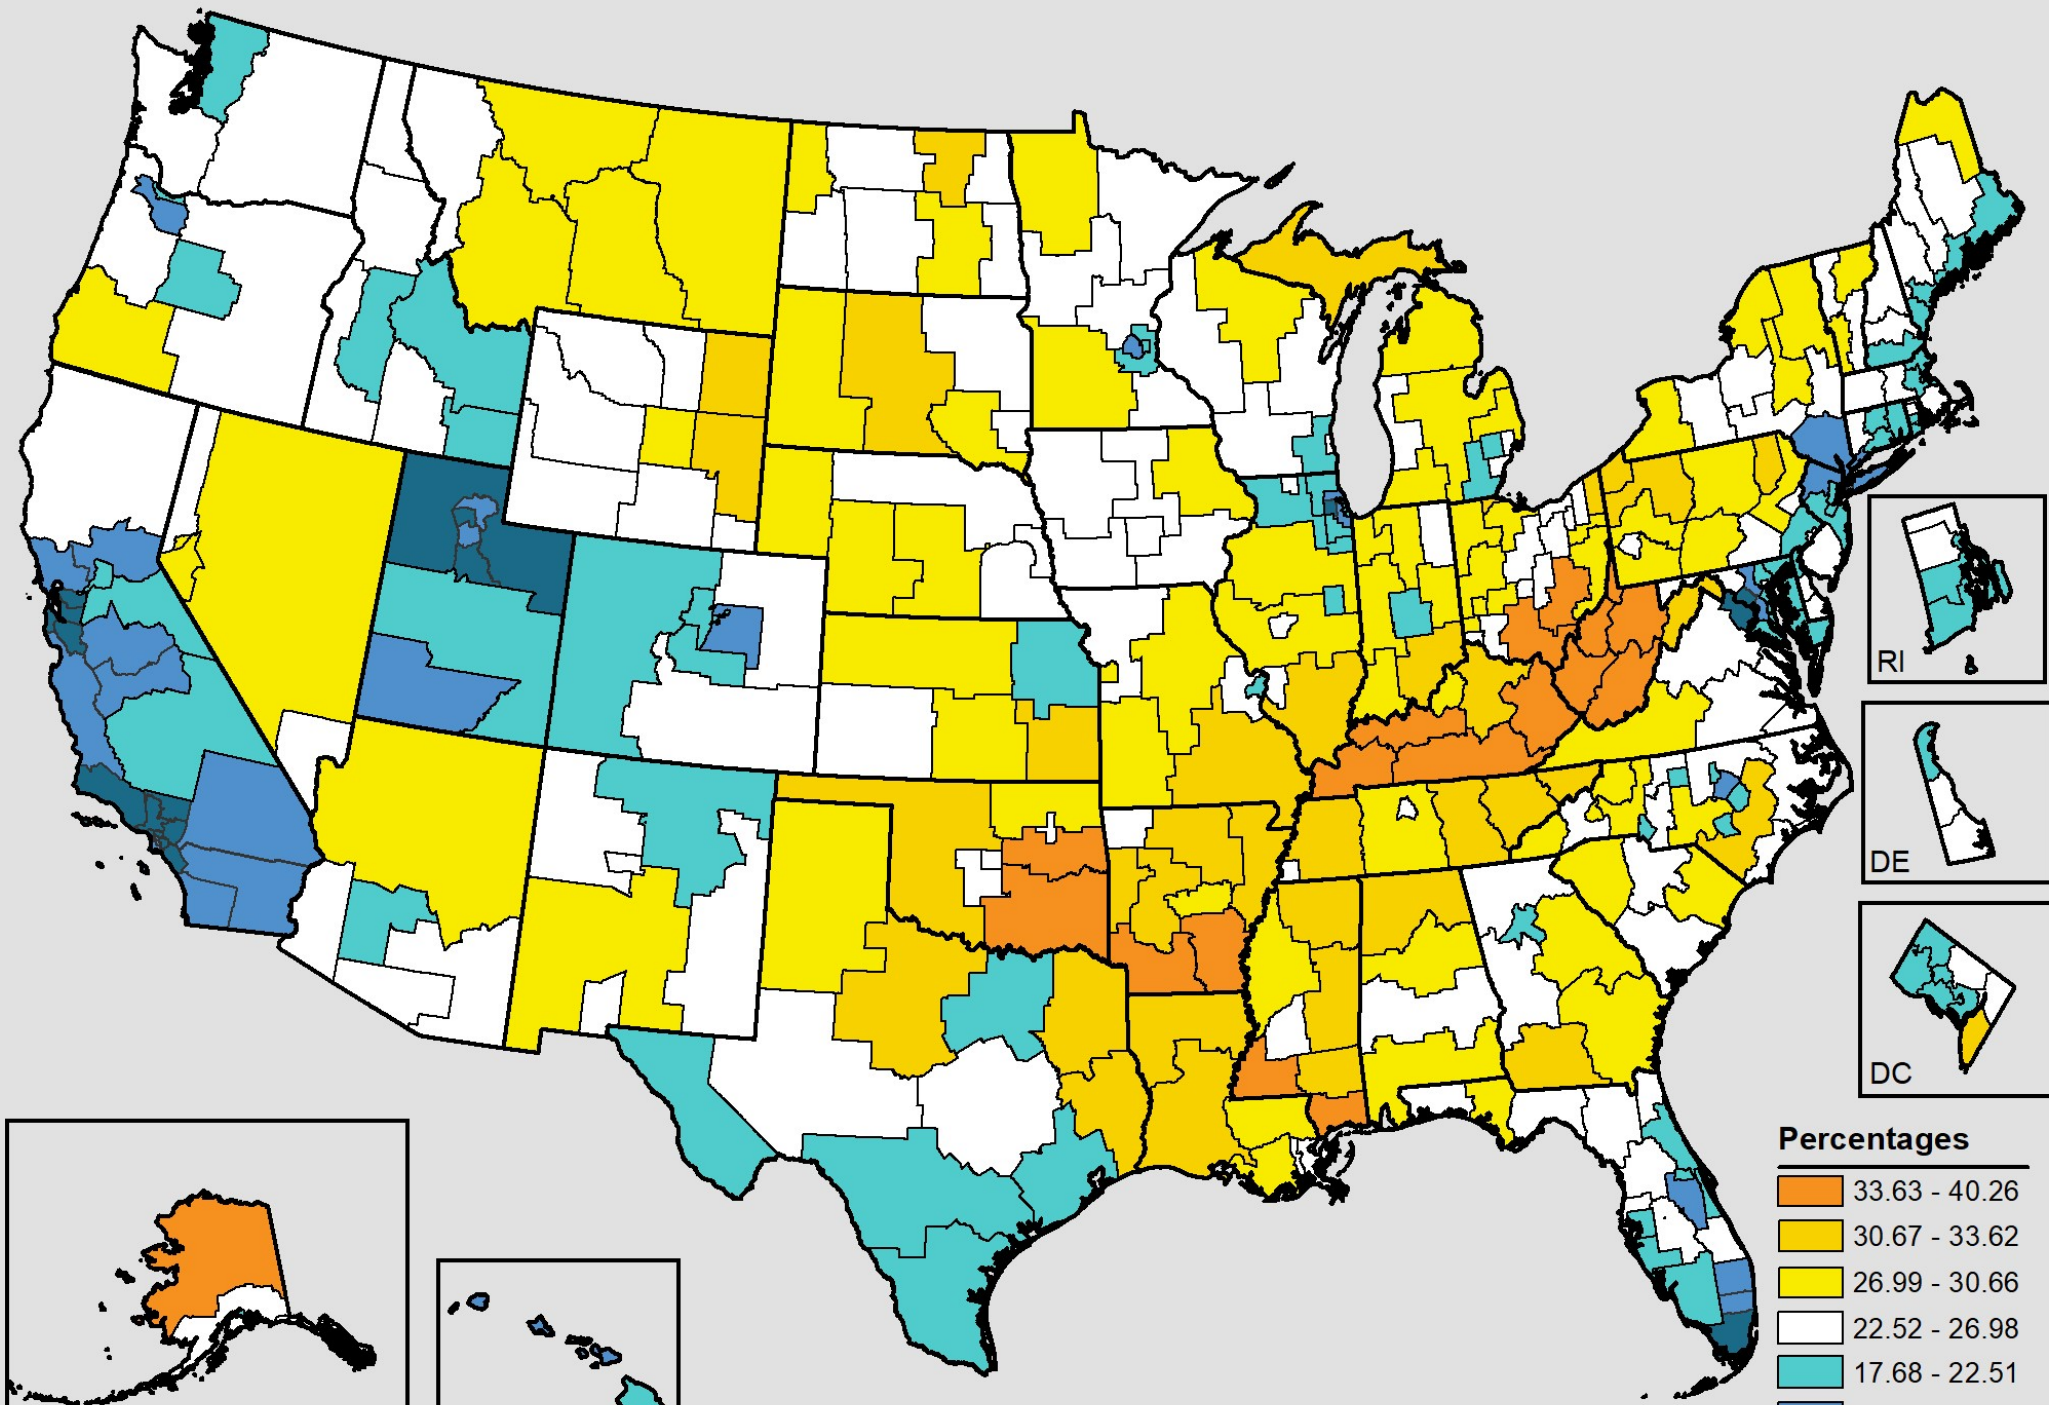 RI
DE
DC
Percentages
33.63 - 40.26
30.67 - 33.62
26.99 - 30.66
22.52 - 26.98
17.68 - 22.51